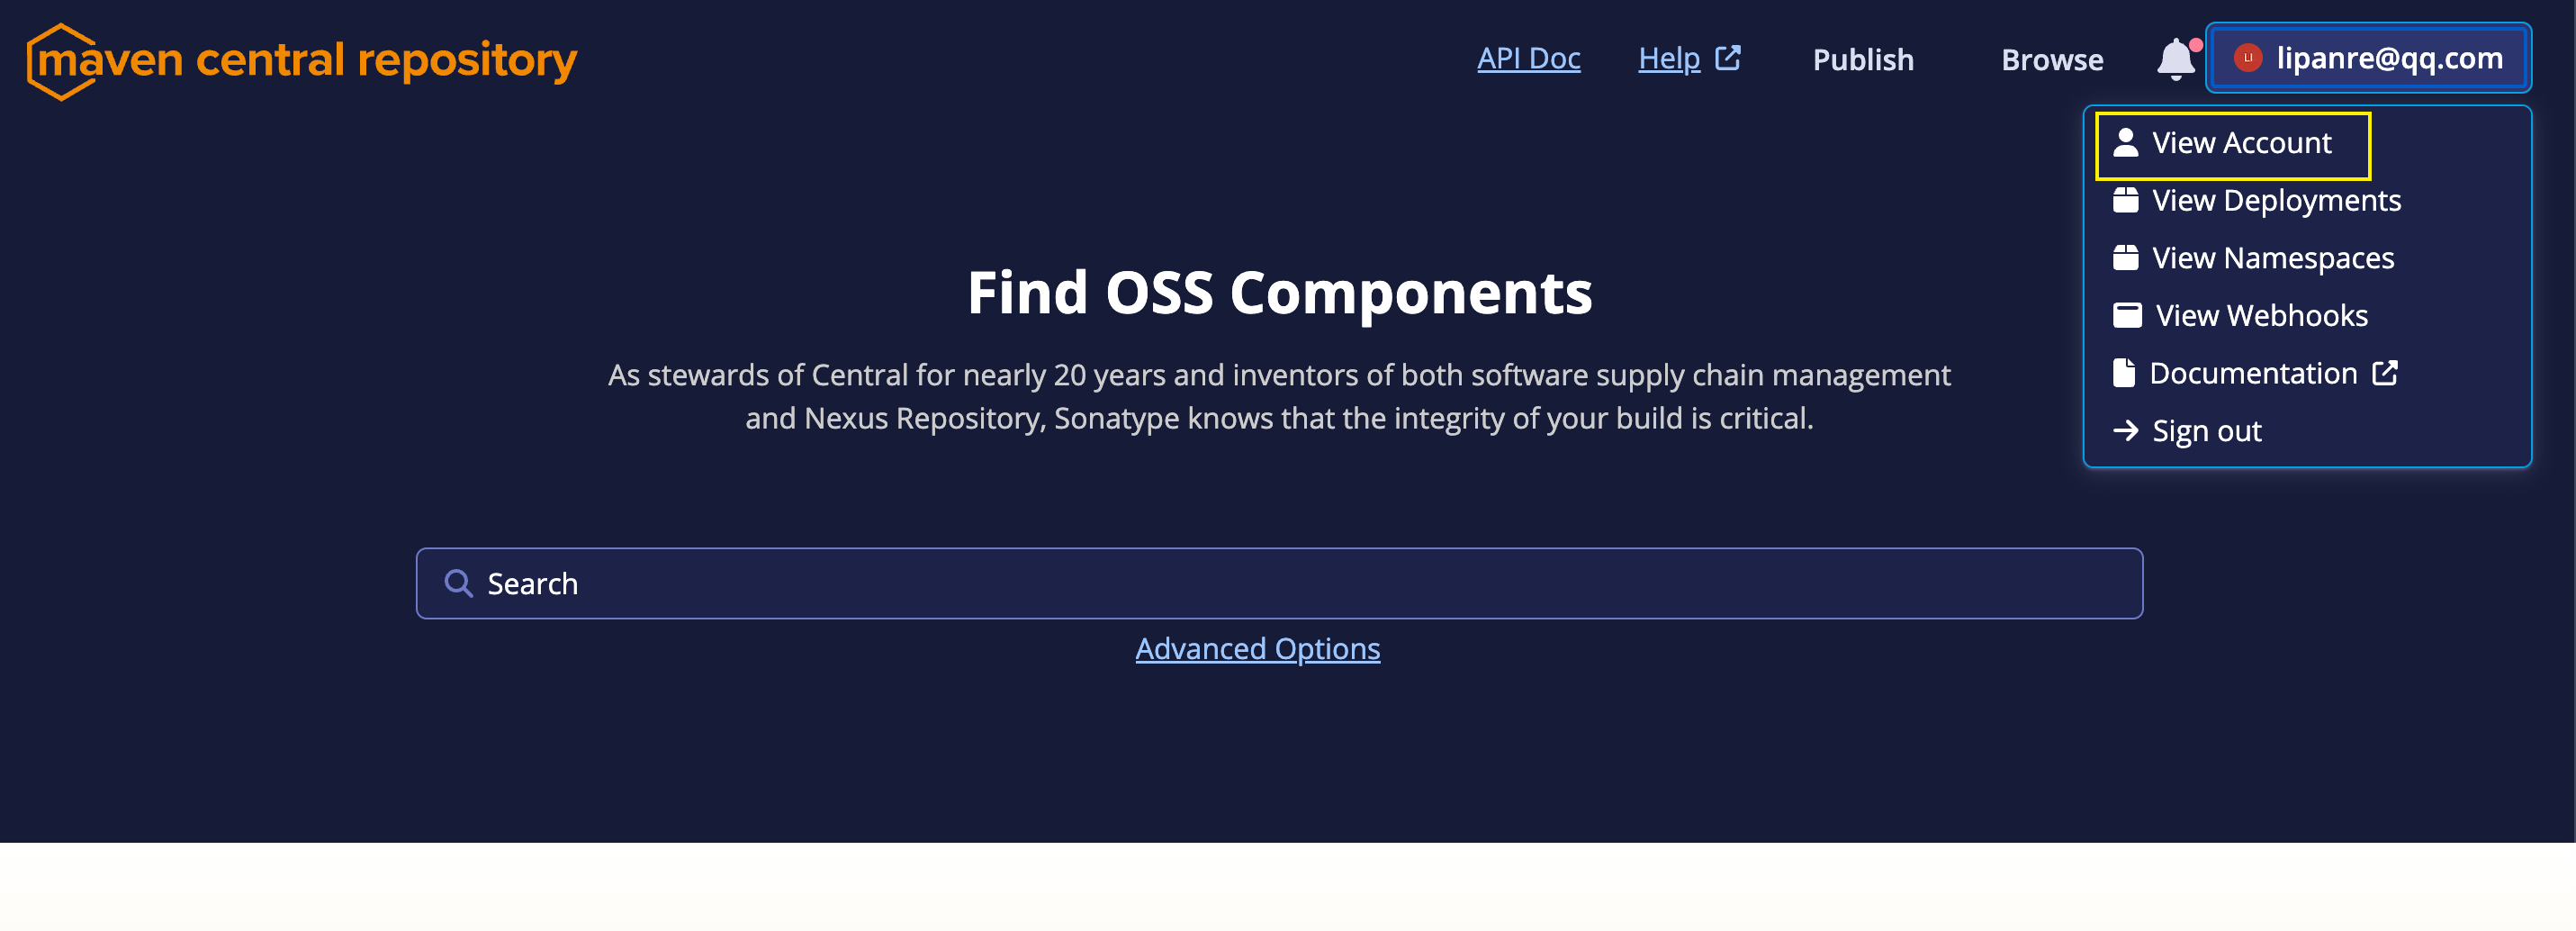 maven central repository
API Doc
Help
Publish
Browse
LI
lipanre@qq.com
View Account
View Deployments
View Namespaces
View Webhooks
Documentation
Sign out
Find OSS Components
As stewards of Central for nearly 20 years and inventors of both software supply chain management
and Nexus Repository, Sonatype knows that the integrity of your build is critical.
Search
Advanced Options